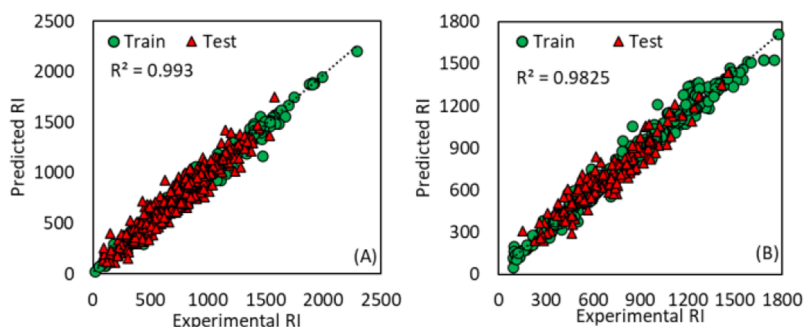 2500
2000
1500
1000
500
0
Predicted RI
Train Test
R² = 0.993
(A)
0 500 1000 1500 2000 2500
Experimental RI
1800
1500
1200
900
600
300
0
Predicted RI
Train Test
R² = 0.9825
(B)
0 300 600 900 1200 1500 1800
Experimental RI